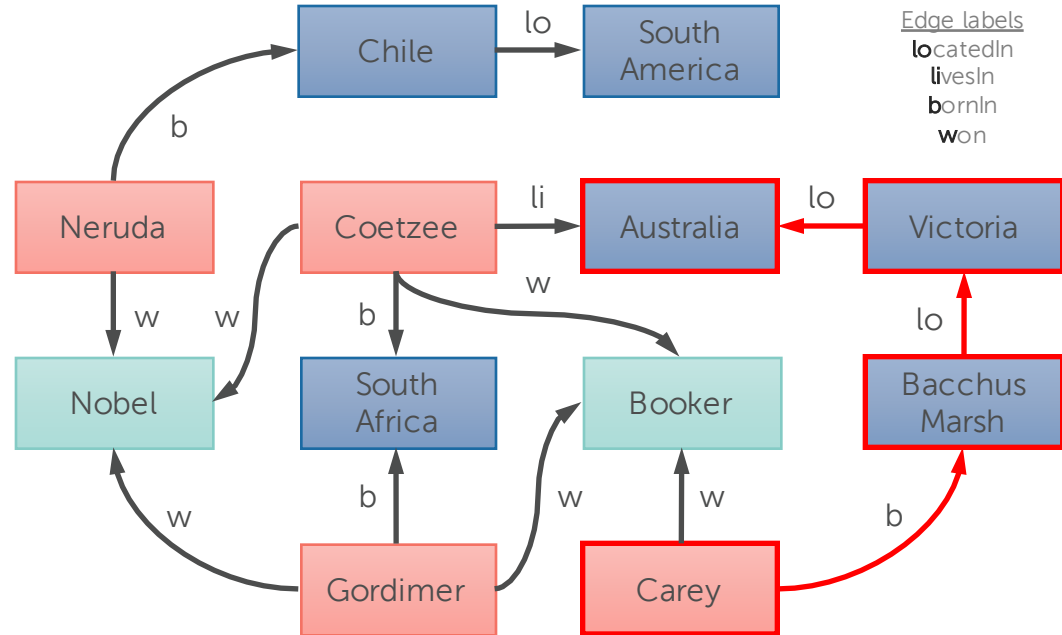 Edge labels
locatedIn
livesIn
bornIn
won
Chile
lo
South
America
b
Neruda
Coetzee
li
Australia
lo
Victoria
w
w
b
w
lo
Nobel
South
Africa
Booker
Bacchus
Marsh
w
b
w
w
b
Gordimer
Carey